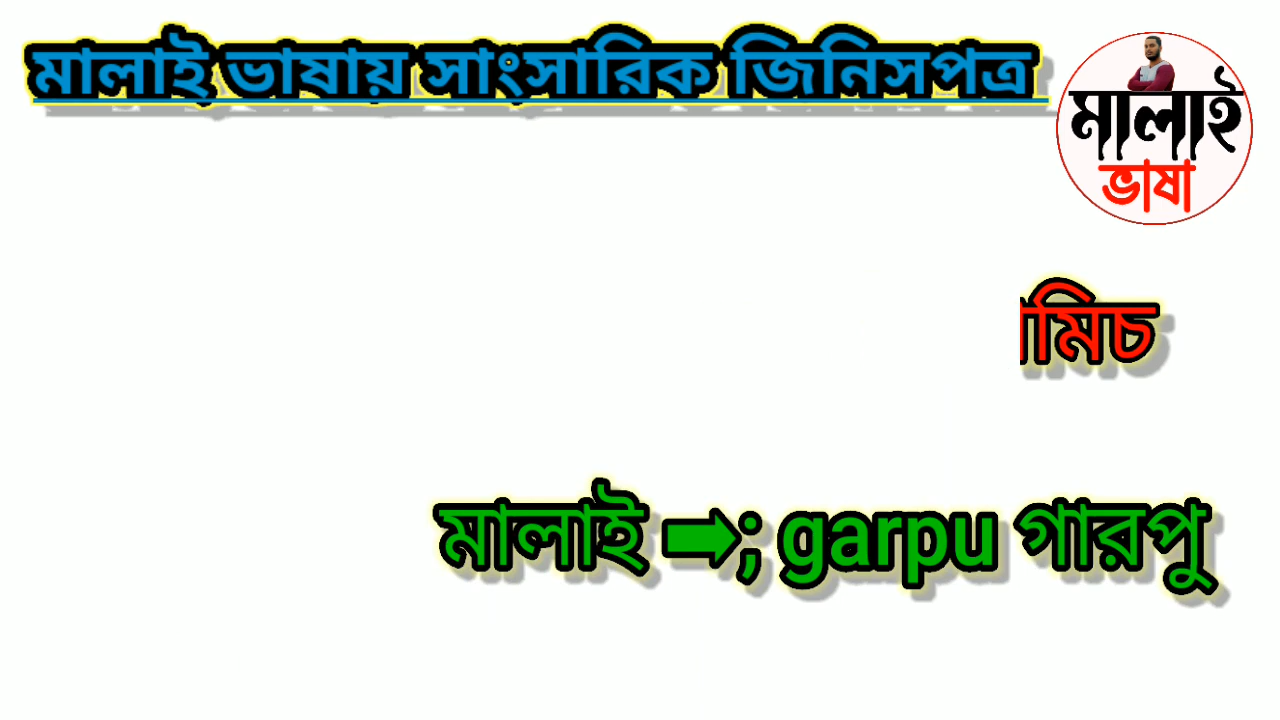 মালাই ভাষায় সাংসারিক জিনিসপত্র
মালাই
ভাষা
মালাই ➡; garpu গারপু